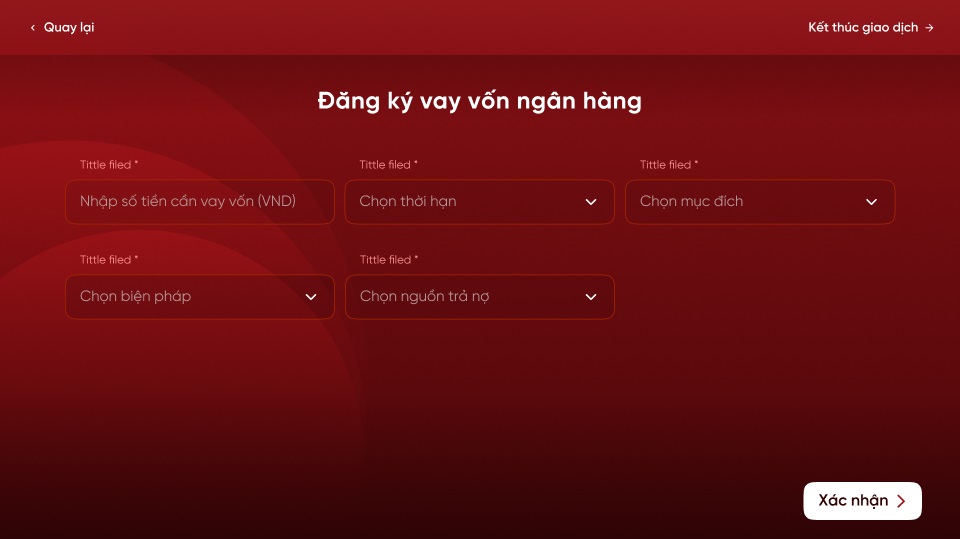 Quay lại
Kết thúc giao dịch
Đăng ký vay vốn ngân hàng
Tittle filed *
Tittle filed *
Tittle filed *
Nhập số tiền cần vay vốn (VND)
Chọn thời hạn
Chọn mục đích
Tittle filed *
Tittle filed *
Chọn biện pháp
Chọn nguồn trả nợ
Xác nhận